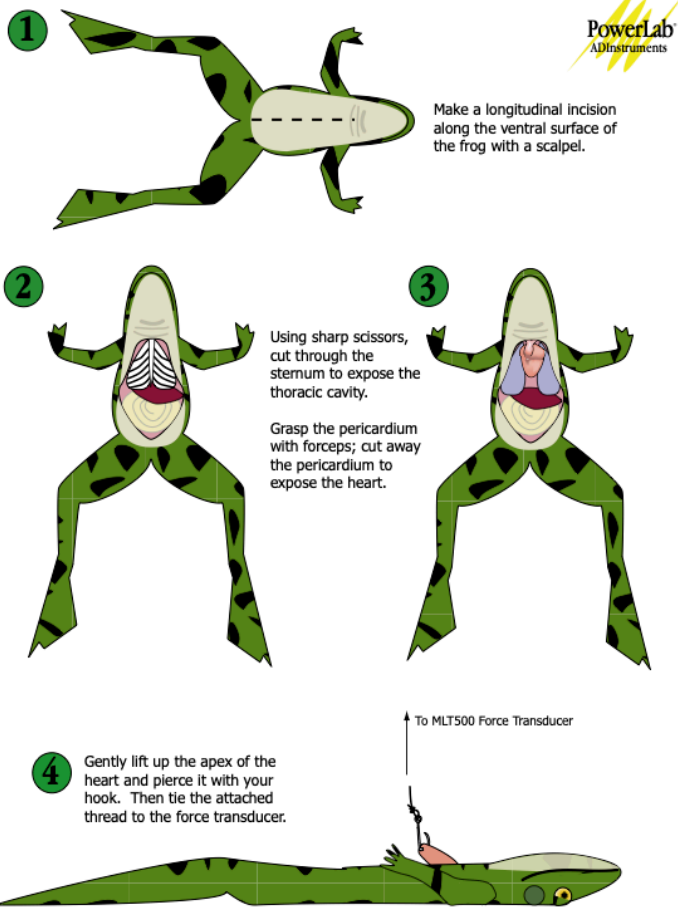 1
PowerLab
ADInstruments
Make a longitudinal incision
along the ventral surface of
the frog with a scalpel.
2
Using sharp scissors,
cut through the
sternum to expose the
thoracic cavity.
Grasp the pericardium
with forceps; cut away
the pericardium to
expose the heart.
3
To MLT500 Force Transducer
4
Gently lift up the apex of the
heart and pierce it with your
hook. Then tie the attached
thread to the force transducer.